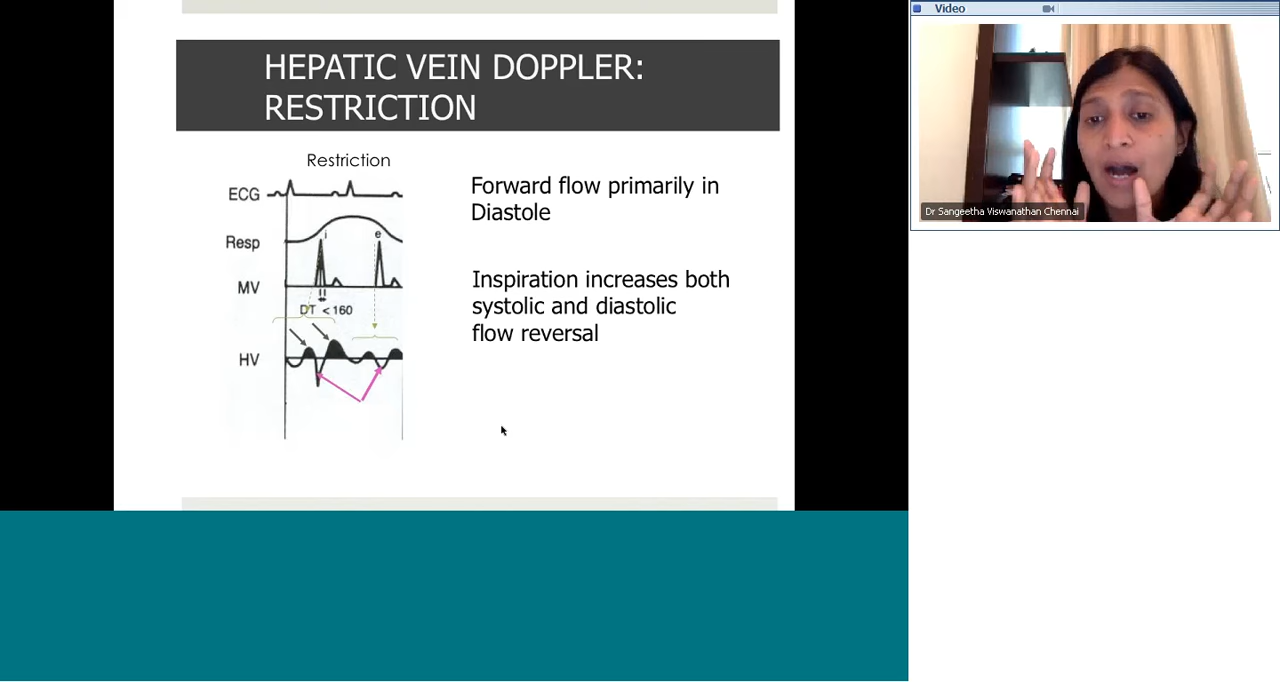 HEPATIC VEIN DOPPLER:
RESTRICTION
Restriction
ECG
Resp
i
e
MV
DT < 160
HV
Forward flow primarily in
Diastole
Inspiration increases both
systolic and diastolic
flow reversal
Video
Dr Sangeetha Viswanathan Chennai